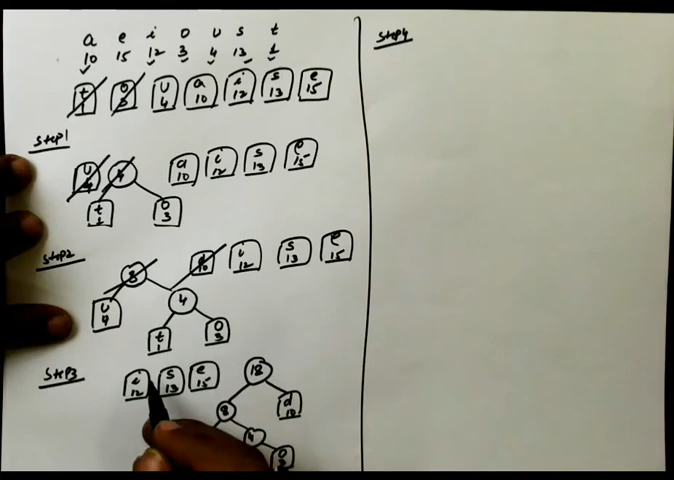 a e i o u s t
10 15 12 3 4 13 1
t o u a i s e
1 3 4 10 12 13 15
Step1
u 4 a i s e
4 10 12 13 15
t o
1 3
Step2
8 a i s e
10 12 13 15
u 4
4
t o
1 3
Step3
i s e 18
12 13 15
8 a
10
4
o
Step4